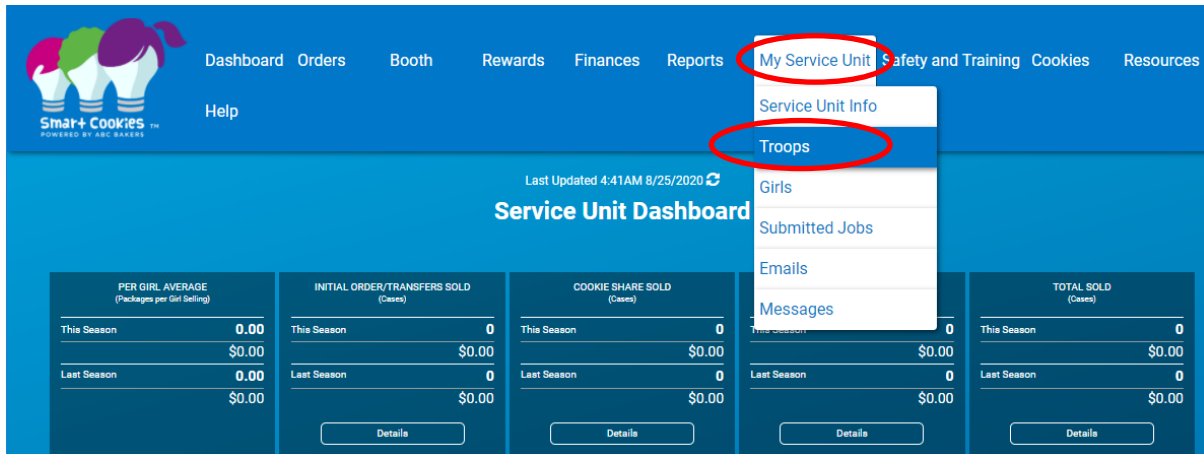 Dashboard Orders Booth Rewards Finances Reports My Service Unit Safety and Training Cookies Resources
Help
Smart Cookies TM
POWERED BY ABC BAKERS
Service Unit Info
Troops
Girls
Submitted Jobs
Emails
Messages
Last Updated 4:41AM 8/25/2020
Service Unit Dashboard
PER GIRL AVERAGE
(Packages per Girl Selling)
This Season 0.00
$0.00
Last Season 0.00
$0.00
INITIAL ORDER/TRANSFERS SOLD
(Cases)
This Season 0
$0.00
Last Season 0
$0.00
Details
COOKIE SHARE SOLD
(Cases)
This Season 0
$0.00
Last Season 0
$0.00
Details
This Season 0
$0.00
Last Season 0
$0.00
Details
TOTAL SOLD
(Cases)
This Season 0
$0.00
Last Season 0
$0.00
Details